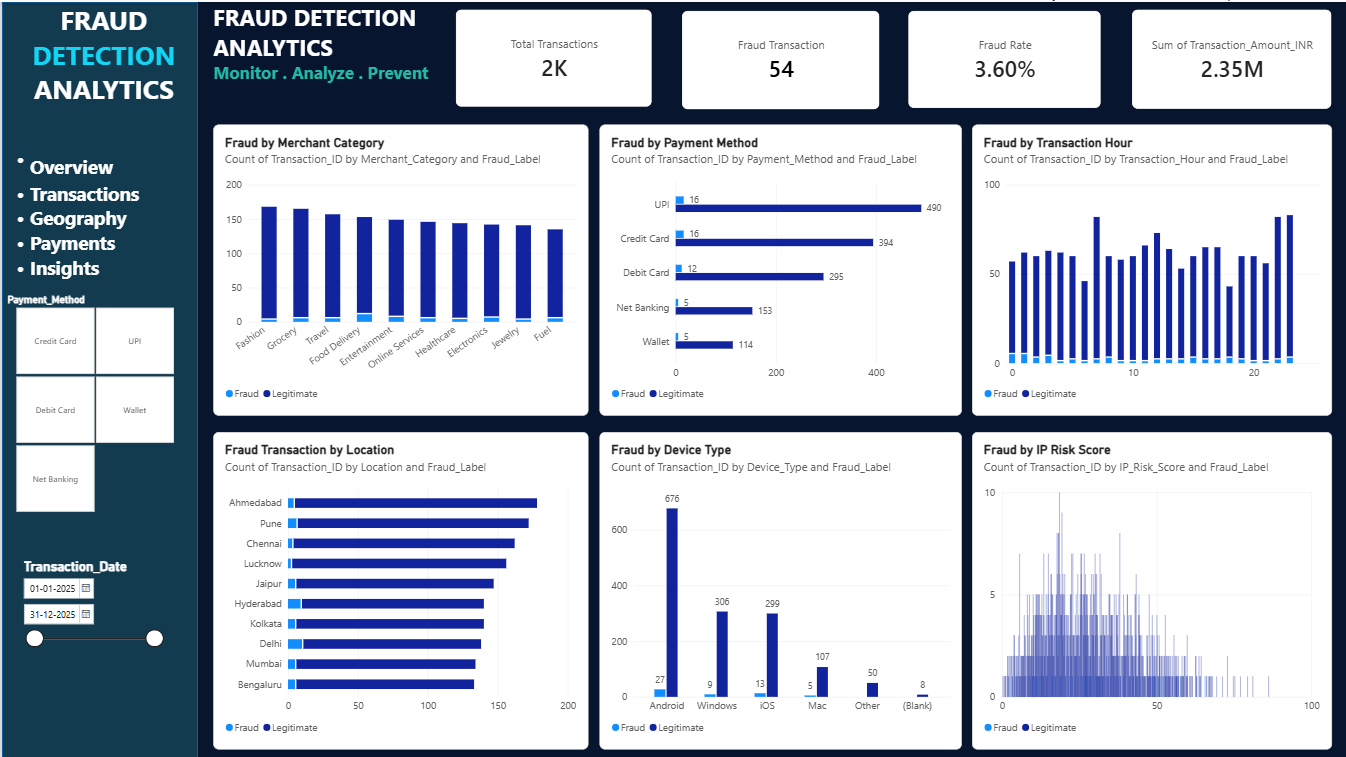 FRAUD
DETECTION
ANALYTICS
• Overview
• Transactions
• Geography
• Payments
• Insights
Payment_Method
Credit Card
UPI
Debit Card
Wallet
Net Banking
Transaction_Date
01-01-2025
31-12-2025
FRAUD DETECTION
ANALYTICS
Monitor . Analyze . Prevent
Total Transactions
2K
Fraud Transaction
54
Fraud Rate
3.60%
Sum of Transaction_Amount_INR
2.35M
Fraud by Merchant Category
Count of Transaction_ID by Merchant_Category and Fraud_Label
200
150
100
50
0
Fashion
Grocery
Travel
Food Delivery
Entertainment
Online Services
Healthcare
Electronics
Jewelry
Fuel
Fraud Legitimate
Fraud by Payment Method
Count of Transaction_ID by Payment_Method and Fraud_Label
UPI 16 490
Credit Card 16 394
Debit Card 12 295
Net Banking 5 153
Wallet 5 114
0 200 400
Fraud Legitimate
Fraud by Transaction Hour
Count of Transaction_ID by Transaction_Hour and Fraud_Label
100
50
0
0 10 20
Fraud Legitimate
Fraud Transaction by Location
Count of Transaction_ID by Location and Fraud_Label
Ahmedabad
Pune
Chennai
Lucknow
Jaipur
Hyderabad
Kolkata
Delhi
Mumbai
Bengaluru
0 50 100 150 200
Fraud Legitimate
Fraud by Device Type
Count of Transaction_ID by Device_Type and Fraud_Label
600
400
200
0
27 676
9 306
13 299
5 107
50
8
Android Windows iOS Mac Other (Blank)
Fraud Legitimate
Fraud by IP Risk Score
Count of Transaction_ID by IP_Risk_Score and Fraud_Label
10
5
0
0 50 100
Fraud Legitimate